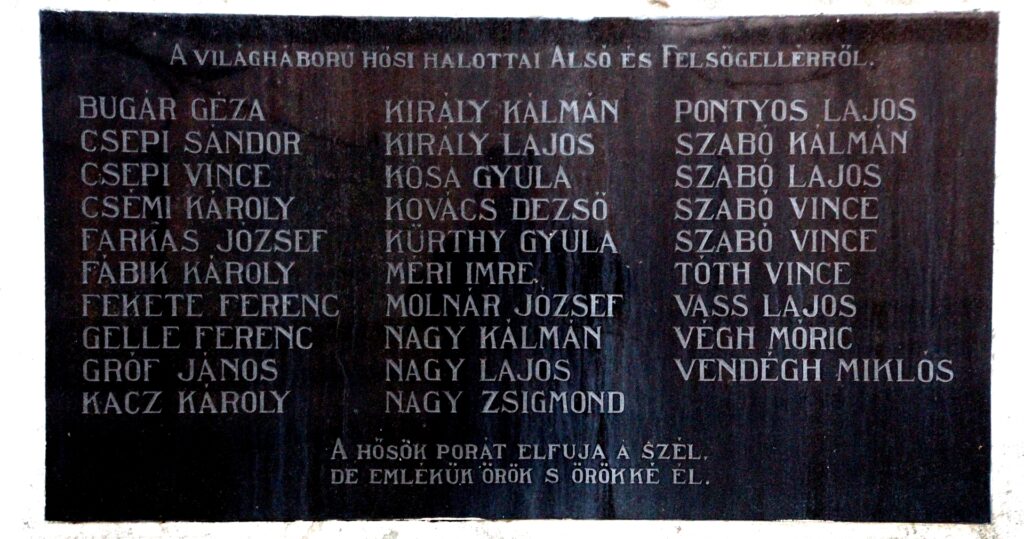 A VILÁGHÁBORÚ HŐSI HALOTTAI ALSÓ ÉS FELSŐGELLÉRRŐL.
BUGÁR GÉZA
CSEPI SÁNDOR
CSEPI VINCE
CSÉMI KÁROLY
FARKAS JÓZSEF
FÁBIK KÁROLY
FEKETE FERENC
GELLE FERENC
GRÓF JÁNOS
KACZ KÁROLY
KIRÁLY KÁLMÁN
KIRÁLY LAJOS
KÓSA GYULA
KOVÁCS DEZSŐ
KÜRTHY GYULA
MÉRI IMRE.
MOLNÁR JÓZSEF
NAGY KÁLMÁN
NAGY LAJOS
NAGY ZSIGMOND
PONTYOS LAJOS
SZABÓ KÁLMÁN
SZABÓ LAJOS
SZABÓ VINCE
SZABÓ VINCE
TÓTH VINCE
VASS LAJOS
VÉGH MÓRIC
VENDÉGH MIKLÓS
A HŐSÖK PORÁT ELFUJA A SZÉL.
DE EMLÉKÜK ÖRÖK S ÖRÖKKÉ ÉL.